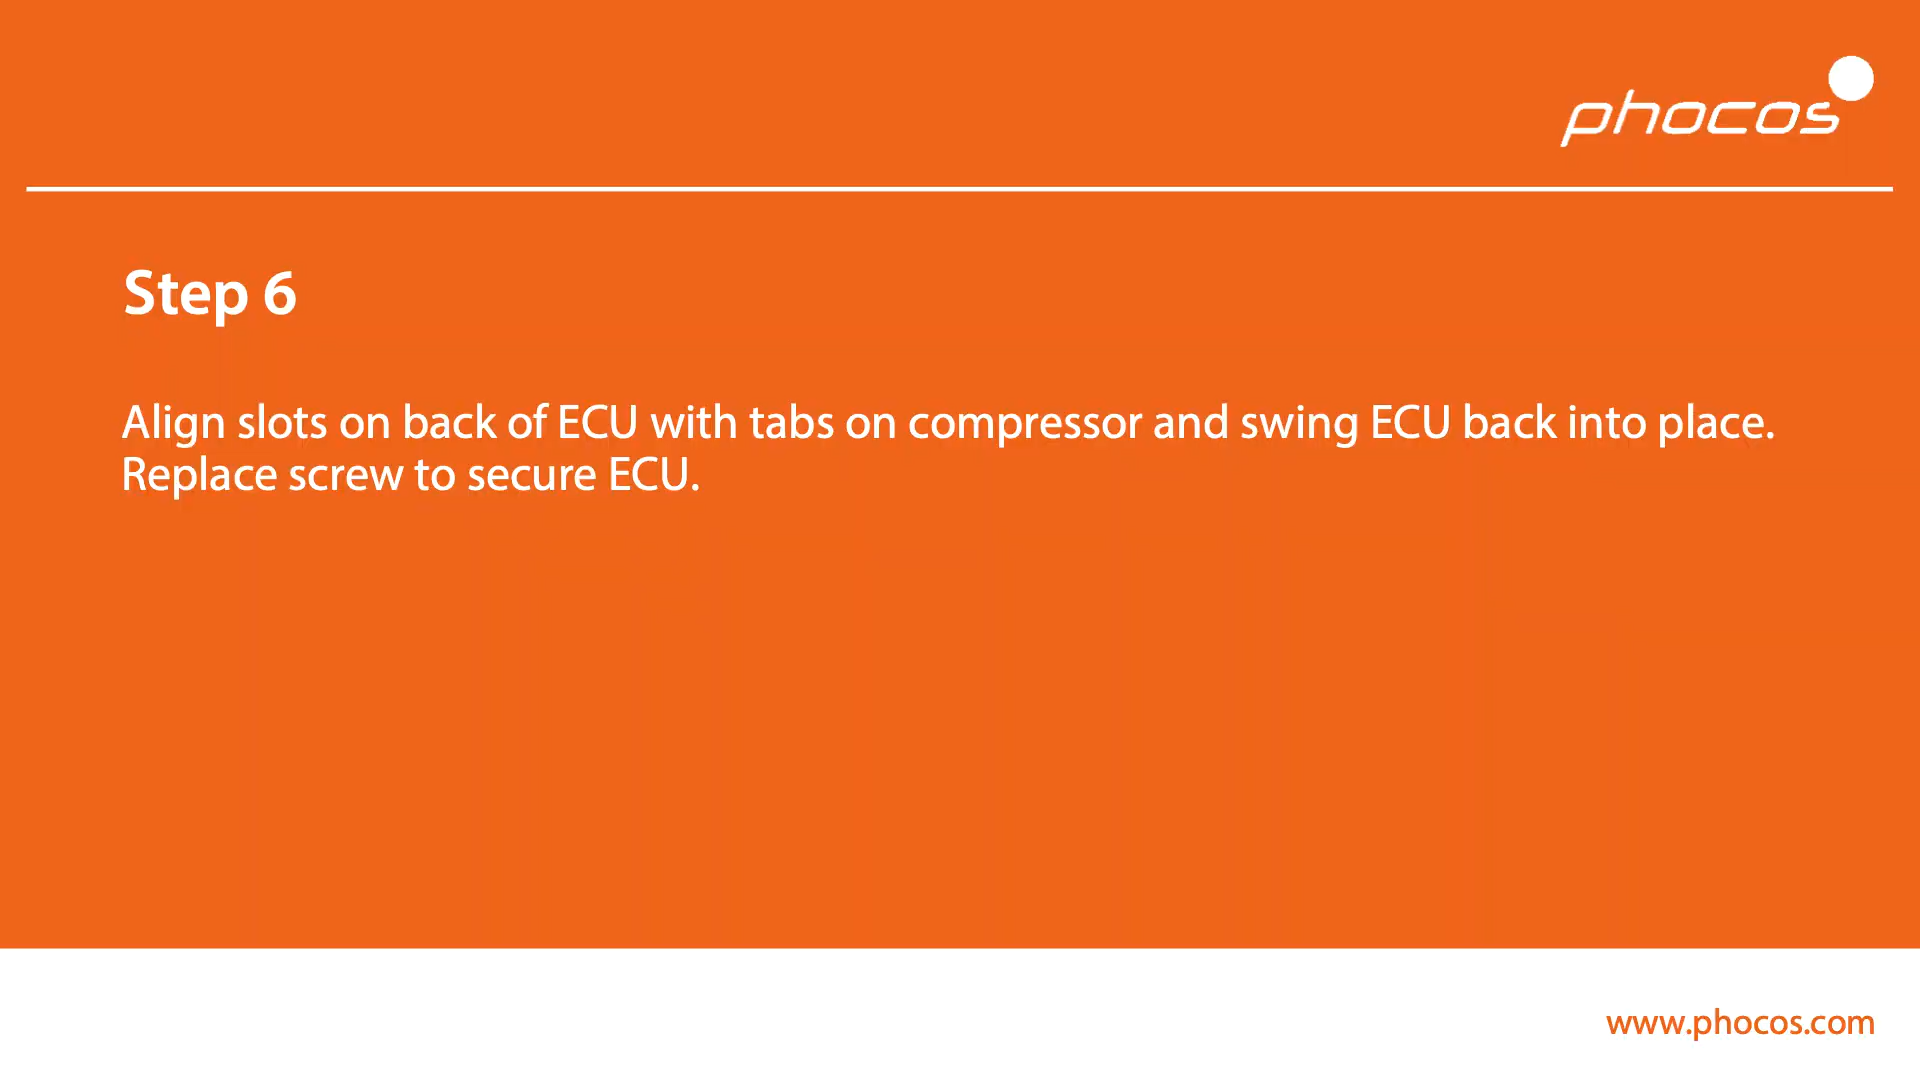 phocos
Step 6
Align slots on back of ECU with tabs on compressor and swing ECU back into place.
Replace screw to secure ECU.
www.phocos.com